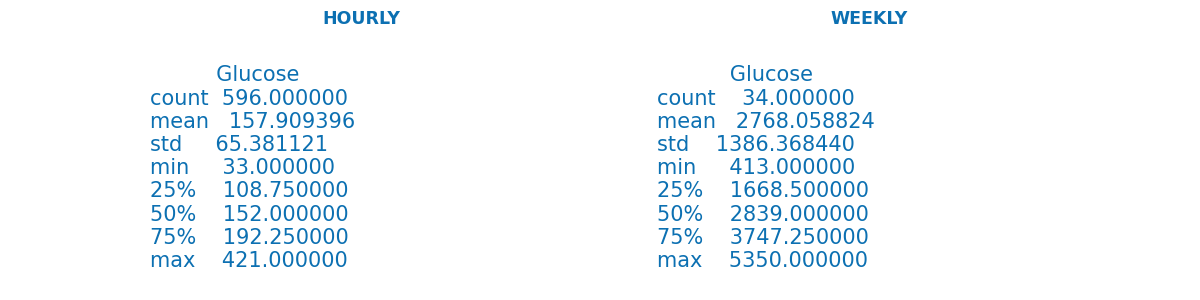 HOURLY
Glucose
count 596.000000
mean 157.909396
std 65.381121
min 33.000000
25% 108.750000
50% 152.000000
75% 192.250000
max 421.000000
WEEKLY
Glucose
count 34.000000
mean 2768.058824
std 1386.368440
min 413.000000
25% 1668.500000
50% 2839.000000
75% 3747.250000
max 5350.000000